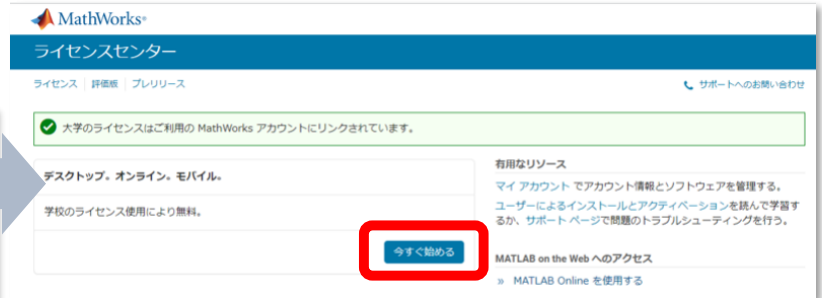 MathWorks®
ライセンスセンター
ライセンス | 評価版 | プレリリース
サポートへのお問い合わせ
大学のライセンスはご利用の MathWorks アカウントにリンクされています。
デスクトップ。オンライン。モバイル。
学校のライセンス使用により無料。
今すぐ始める
有用なリソース
マイ アカウント でアカウント情報とソフトウェアを管理する。
ユーザーによるインストールとアクティベーションを読んで学習す
るか、サポート ページで問題のトラブルシューティングを行う。
MATLAB on the Web へのアクセス
» MATLAB Online を使用する